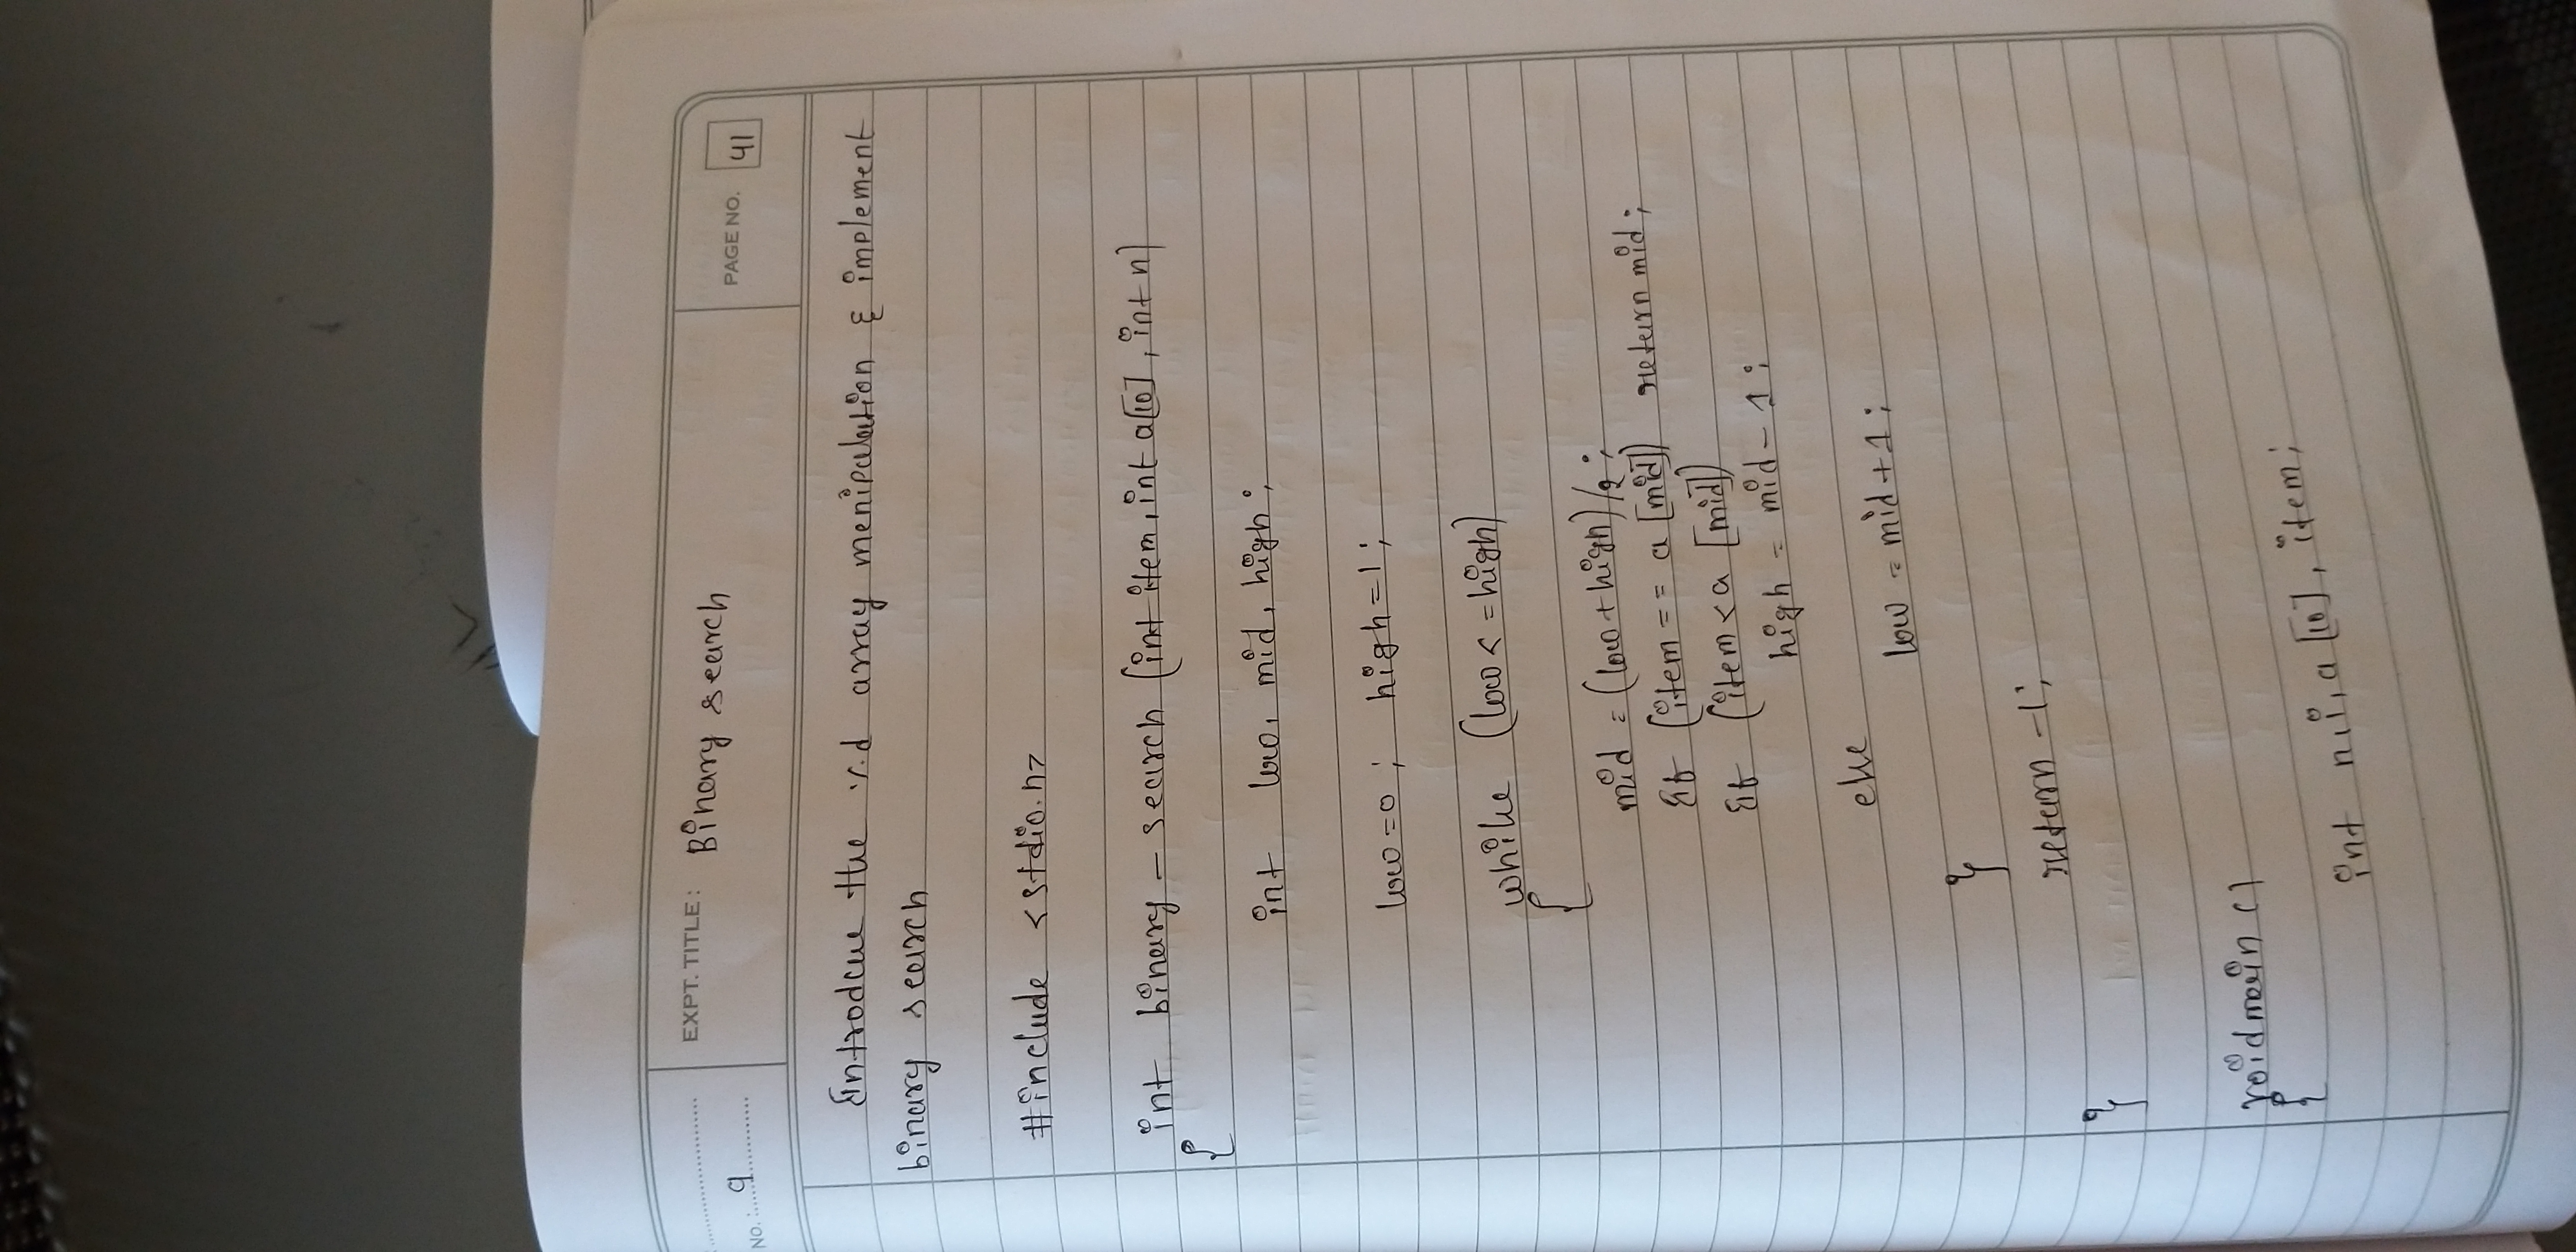 No.: 9
EXPT. TITLE: Binary search
PAGE NO. 41
Introdcue the 1.d array menipulution & implement
binary search
#include <stdio.h>
int binary - search (int item, int a[10], int n)
{
int low, mid, high;
low=0; high=1;
while (low<=high)
{
mid = (low+high)/2;
if (item == a [mid]) return mid;
if (item < a [mid])
high = mid - 1;
else
low = mid + 1;
}
return -1;
}
void main ()
{
int n, i, a [10], item;